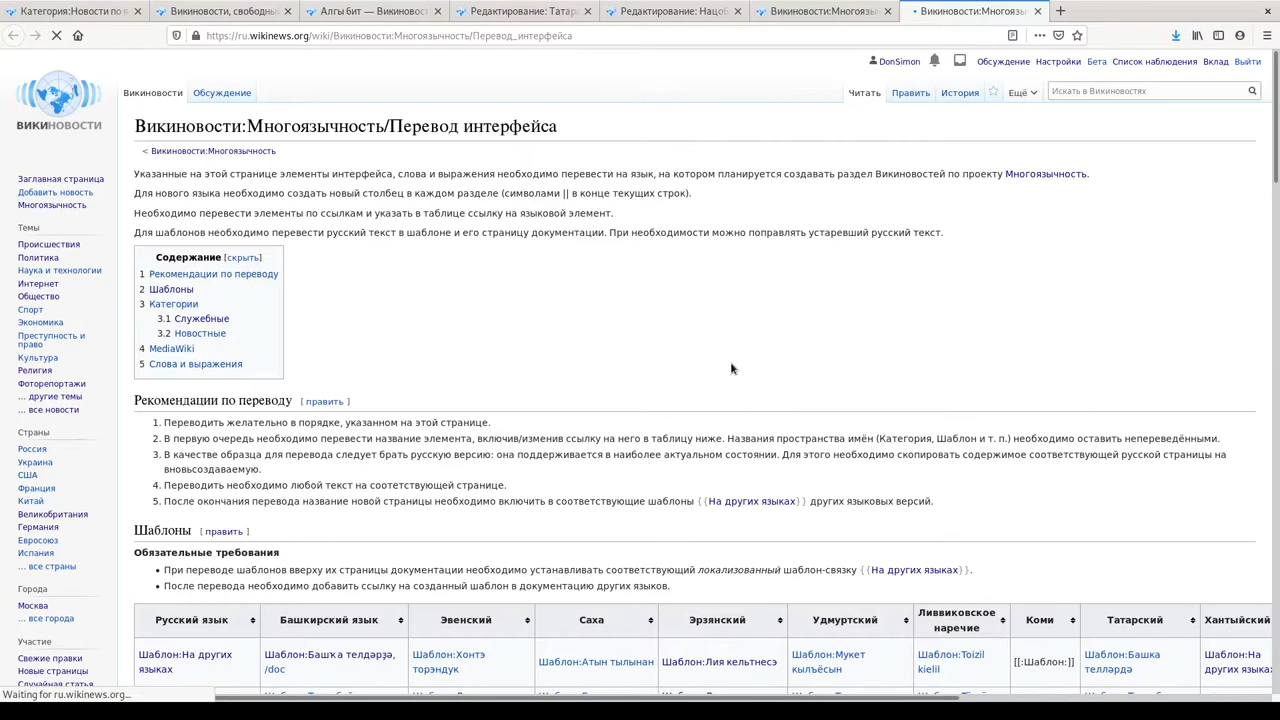 Категория:Новости по я
Викиновости, свободны
Алгы бит — Викиновост
Редактирование: Татар
Редактирование: Нацоб
Викиновости:Многоязы
Викиновости:Многоязы
https://ru.wikinews.org/wiki/Викиновости:Многоязычность/Перевод_интерфейса
DonSimon Обсуждение Настройки Бета Список наблюдения Вклад Выйти
Викиновости Обсуждение Читать Править История Ещё Искать в Викиновостях
ВИКИНОВОСТИ
Заглавная страница
Добавить новость
Многоязычность
Темы
Происшествия
Политика
Наука и технологии
Интернет
Общество
Спорт
Экономика
Преступность и
право
Культура
Религия
Фоторепортажи
... другие темы
... все новости
Страны
Россия
Украина
США
Франция
Китай
Великобритания
Германия
Евросоюз
Испания
... все страны
Города
Москва
... все города
Участие
Свежие правки
Новые страницы
Случайная статья
Викиновости:Многоязычность/Перевод интерфейса
< Викиновости:Многоязычность
Указанные на этой странице элементы интерфейса, слова и выражения необходимо перевести на язык, на котором планируется создавать раздел Викиновостей по проекту Многоязычность.
Для нового языка необходимо создать новый столбец в каждом разделе (символами || в конце текущих строк).
Необходимо перевести элементы по ссылкам и указать в таблице ссылку на языковой элемент.
Для шаблонов необходимо перевести русский текст в шаблоне и его страницу документации. При необходимости можно поправлять устаревший русский текст.
Содержание [скрыть]
1 Рекомендации по переводу
2 Шаблоны
3 Категории
3.1 Служебные
3.2 Новостные
4 MediaWiki
5 Слова и выражения
Рекомендации по переводу [ править ]
1. Переводить желательно в порядке, указанном на этой странице.
2. В первую очередь необходимо перевести название элемента, включив/изменив ссылку на него в таблицу ниже. Названия пространства имён (Категория, Шаблон и т. п.) необходимо оставить непереведёнными.
3. В качестве образца для перевода следует брать русскую версию: она поддерживается в наиболее актуальном состоянии. Для этого необходимо скопировать содержимое соответствующей русской страницы на
вновьсоздаваемую.
4. Переводить необходимо любой текст на соотетствующей странице.
5. После окончания перевода название новой страницы необходимо включить в соответствующие шаблоны {{На других языках}} других языковых версий.
Шаблоны [ править ]
Обязательные требования
• При переводе шаблонов вверху их страницы документации необходимо устанавливать соответствующий локализованный шаблон-связку {{На других языках}}.
• После перевода необходимо добавить ссылку на созданный шаблон в документацию других языков.
Русский язык Башкирский язык Эвенский Саха Эрзянский Удмуртский Ливвиковское наречие Коми Татарский Хантыйский
Шаблон:На других языках
Шаблон:Башҡа телдәрҙә, /doc
Шаблон:Хонтэ торэндук
Шаблон:Атын тылынан
Шаблон:Лия кельтнесэ
Шаблон:Мукет кылъёсын
Шаблон:Toizil kielil
[[:Шаблон:]]
Шаблон:Башка телләрдә
Шаблон:На других языка
Waiting for ru.wikinews.org...